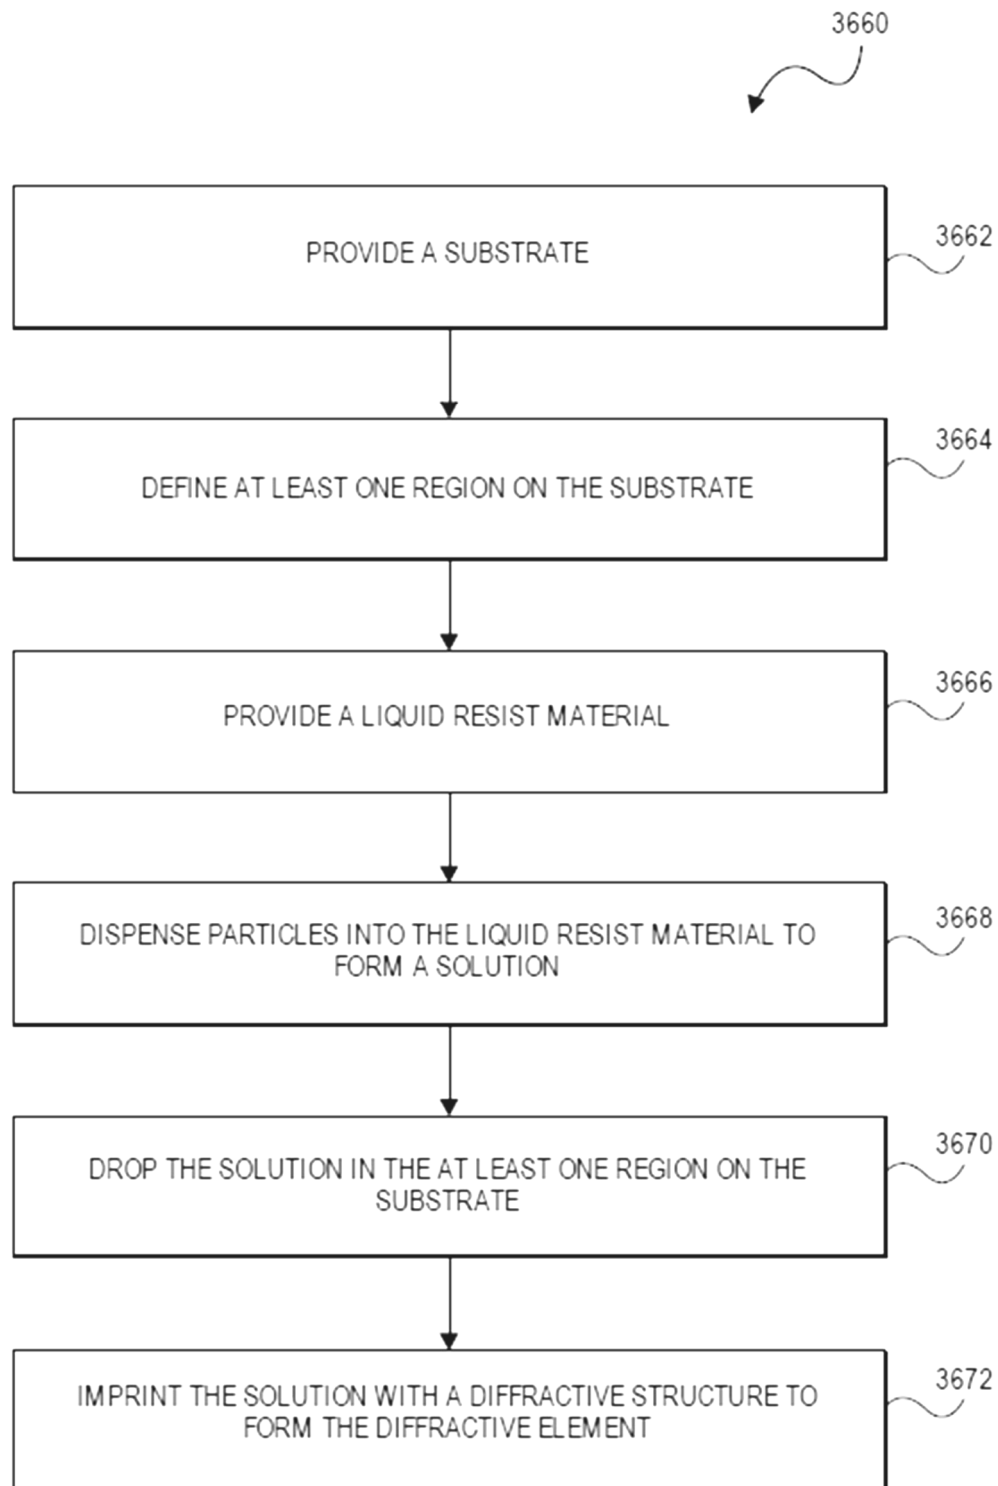 3660
PROVIDE A SUBSTRATE
3662
DEFINE AT LEAST ONE REGION ON THE SUBSTRATE
3664
PROVIDE A LIQUID RESIST MATERIAL
3666
DISPENSE PARTICLES INTO THE LIQUID RESIST MATERIAL TO
FORM A SOLUTION
3668
DROP THE SOLUTION IN THE AT LEAST ONE REGION ON THE
SUBSTRATE
3670
IMPRINT THE SOLUTION WITH A DIFFRACTIVE STRUCTURE TO
FORM THE DIFFRACTIVE ELEMENT
3672